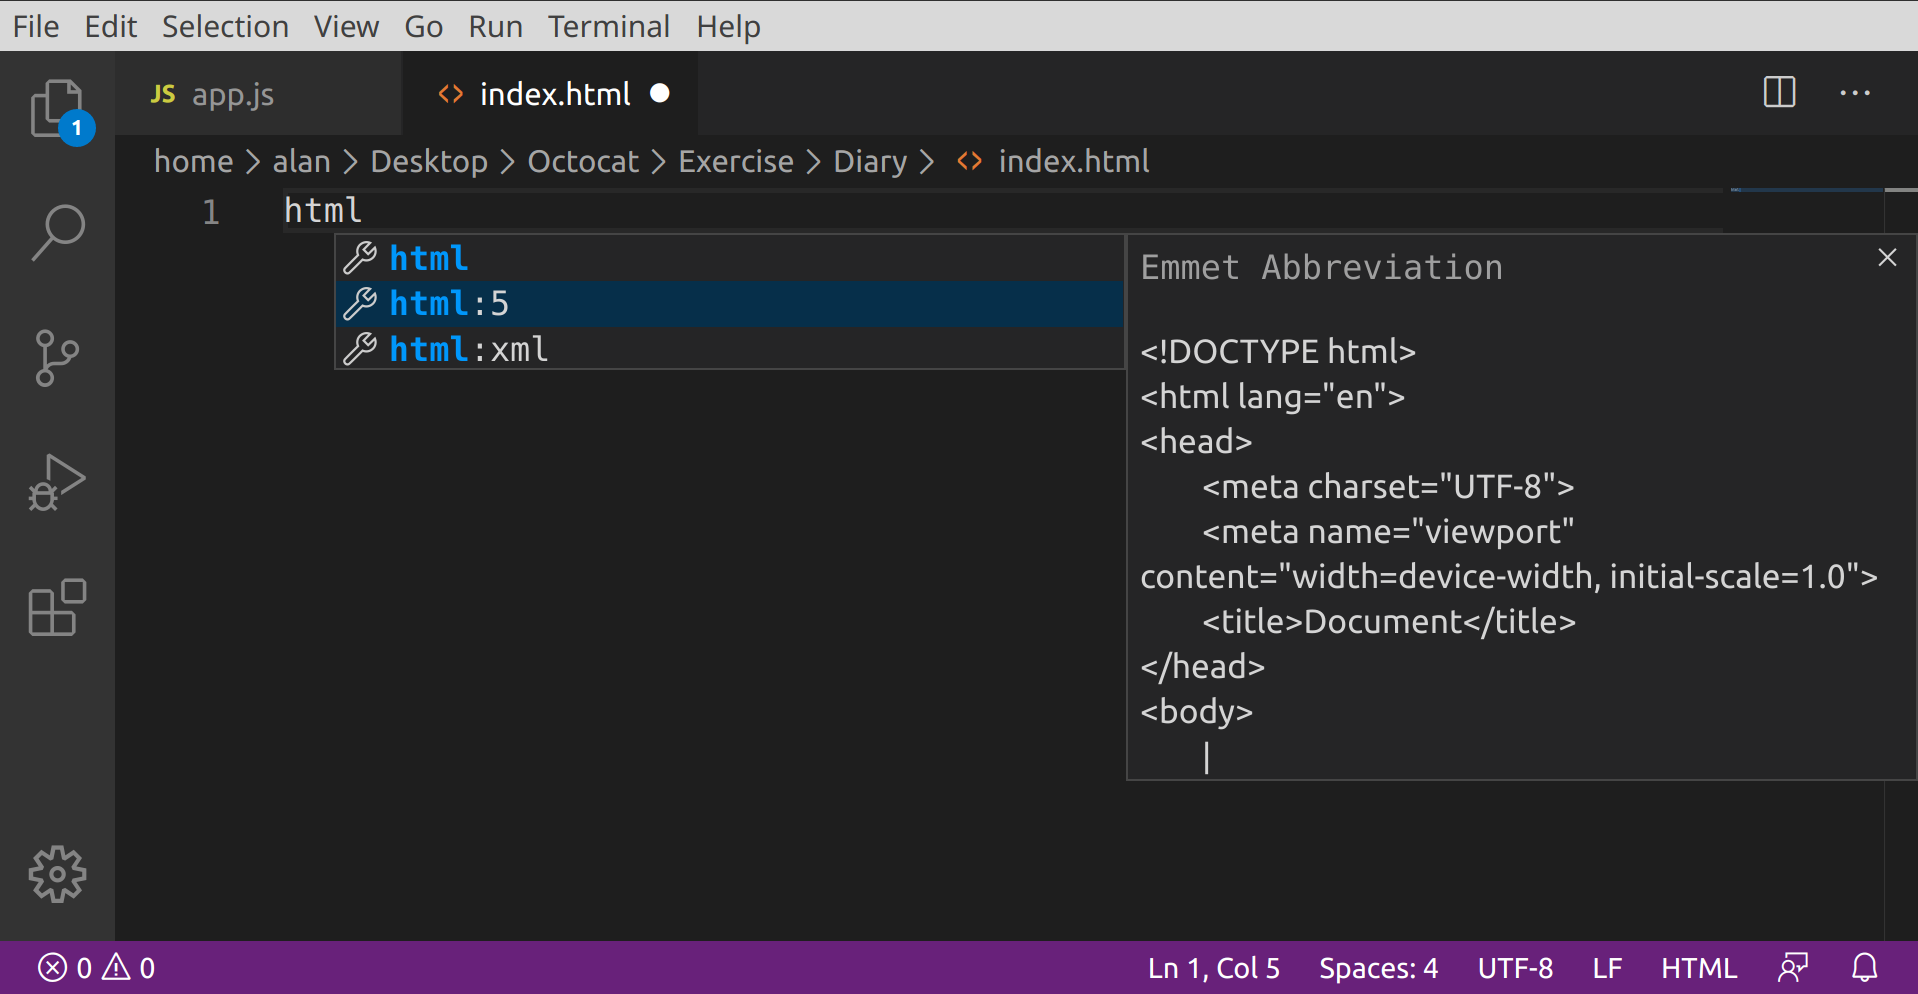 File Edit Selection View Go Run Terminal Help
1
JS app.js <> index.html
home > alan > Desktop > Octocat > Exercise > Diary > <> index.html
1 html
html
html:5
html:xml
Emmet Abbreviation
<!DOCTYPE html>
<html lang="en">
<head>
<meta charset="UTF-8">
<meta name="viewport"
content="width=device-width, initial-scale=1.0">
<title>Document</title>
</head>
<body>
|
0 0 Ln 1, Col 5 Spaces: 4 UTF-8 LF HTML